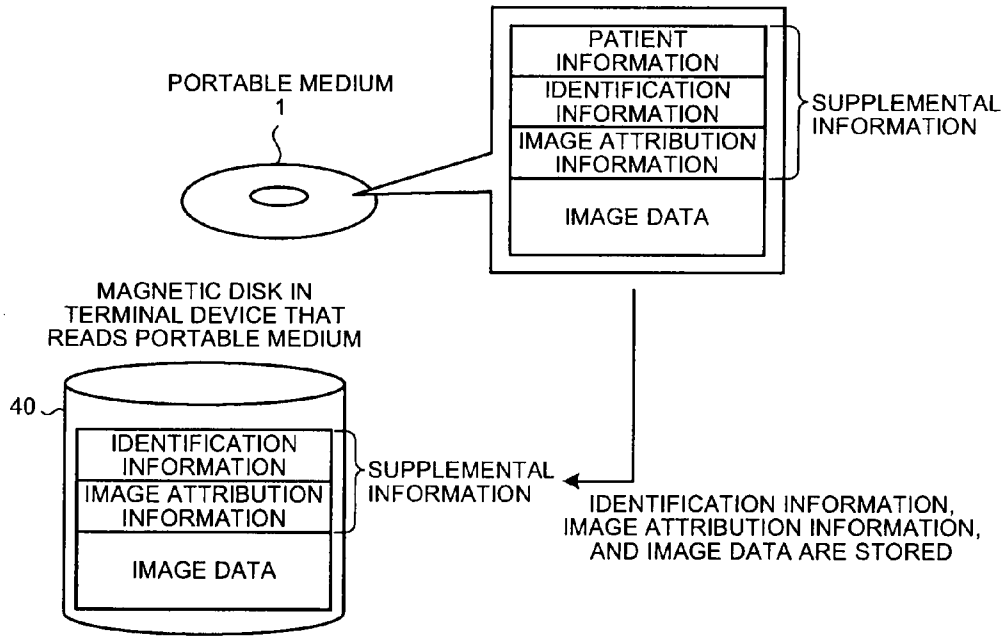 PORTABLE MEDIUM
1
PATIENT
INFORMATION
IDENTIFICATION
INFORMATION
IMAGE ATTRIBUTION
INFORMATION
IMAGE DATA
SUPPLEMENTAL
INFORMATION
MAGNETIC DISK IN
TERMINAL DEVICE THAT
READS PORTABLE MEDIUM
40
IDENTIFICATION
INFORMATION
IMAGE ATTRIBUTION
INFORMATION
IMAGE DATA
SUPPLEMENTAL
INFORMATION
IDENTIFICATION INFORMATION,
IMAGE ATTRIBUTION INFORMATION,
AND IMAGE DATA ARE STORED